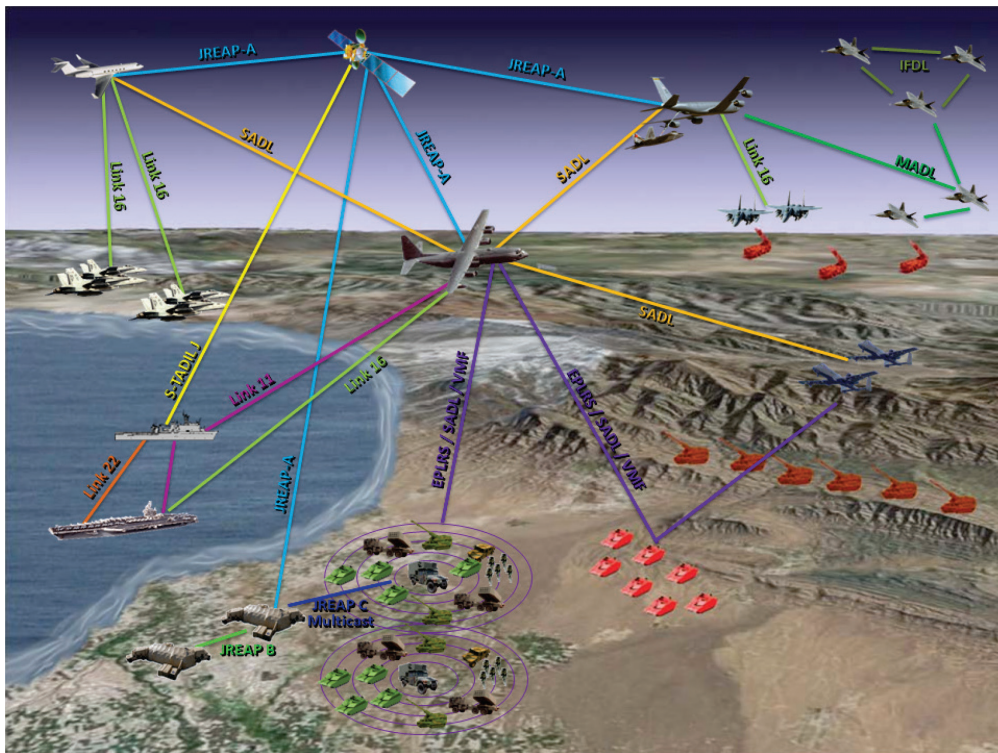 JREAP-A
JREAP-A
IFDL
SADL
JREAP-A
SADL
Link 16
MADL
Link 16
Link 16
SADL
S-TADIL J
Link 11
Link 16
EPLRS / SADL / VMF
EPLRS / SADL / VMF
Link 22
JREAP-A
JREAP C
Multicast
JREAP B